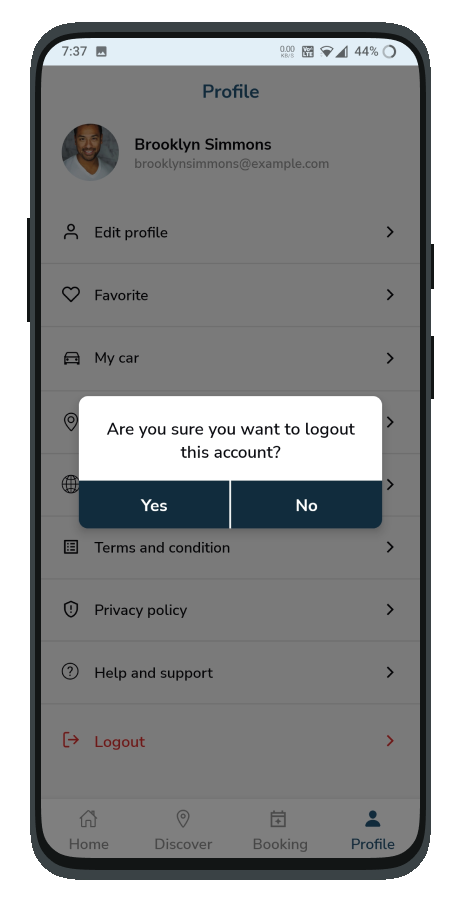 7:37 0.00 KB/S 44%
Profile
Brooklyn Simmons
brooklynsimmons@example.com
Edit profile
Favorite
My car
Are you sure you want to logout
this account?
Yes No
Terms and condition
Privacy policy
Help and support
Logout
Home Discover Booking Profile